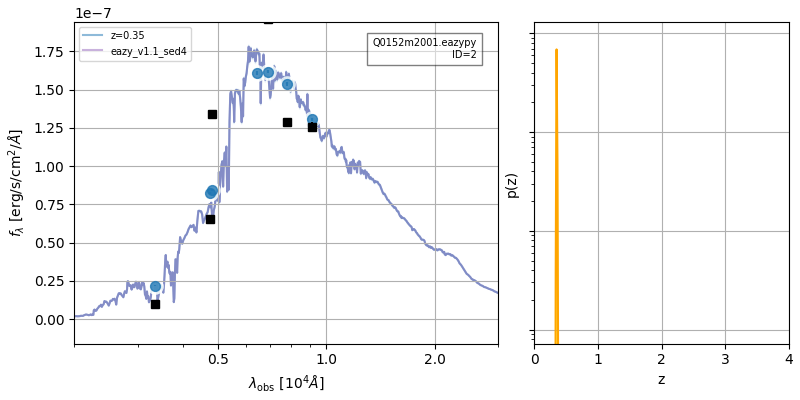 1e−7
z=0.35
eazy_v1.1_sed4
Q0152m2001.eazypy
ID=2
1.75
1.50
1.25
1.00
0.75
0.50
0.25
0.00
f_λ [erg/s/cm²/Å]
0.5
1.0
2.0
λ_obs [10⁴Å]
p(z)
0
1
2
3
4
z